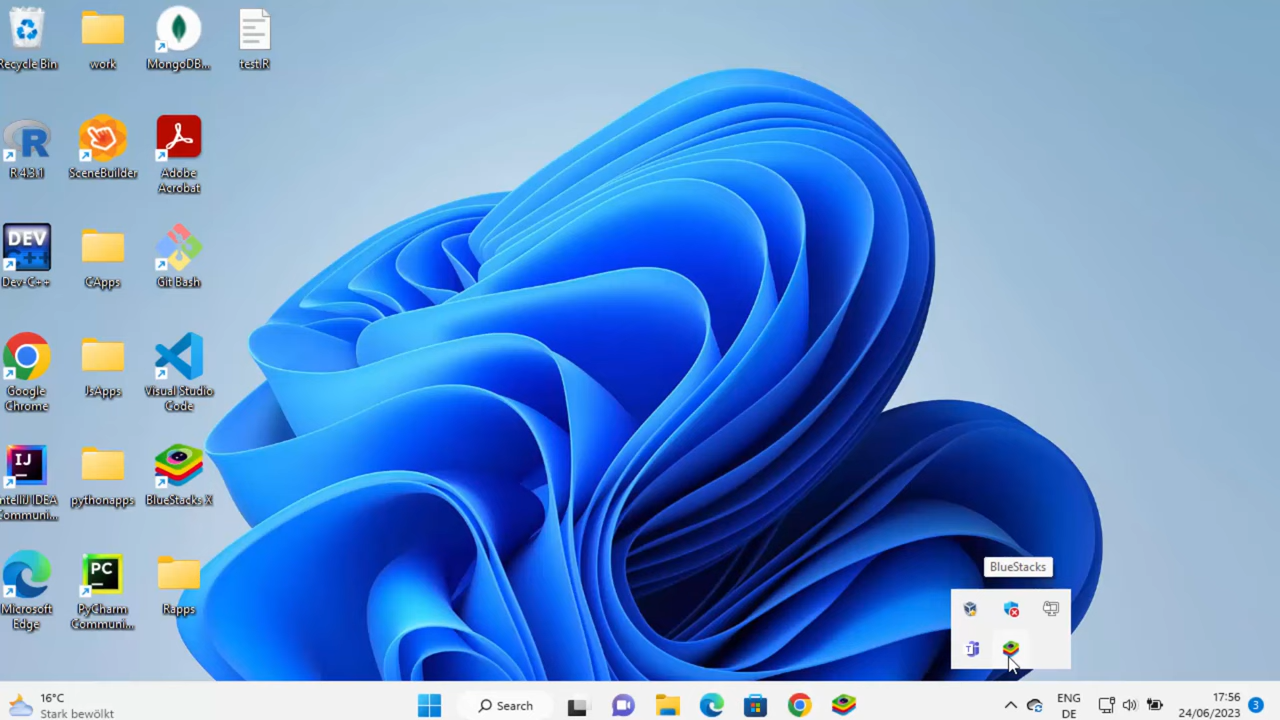 Recycle Bin
work
MongoDB...
test.R
R 4.3.1
SceneBuilder
Adobe
Acrobat
DEV
C++
Dev-C++
CApps
Git Bash
Google
Chrome
JsApps
Visual Studio
Code
IJ
IntelliJ IDEA
Communi...
pythonapps
BlueStacks X
Microsoft
Edge
PC
PyCharm
Communi...
Rapps
BlueStacks
16°C
Stark bewölkt
Search
ENG
DE
17:56
24/06/2023
3